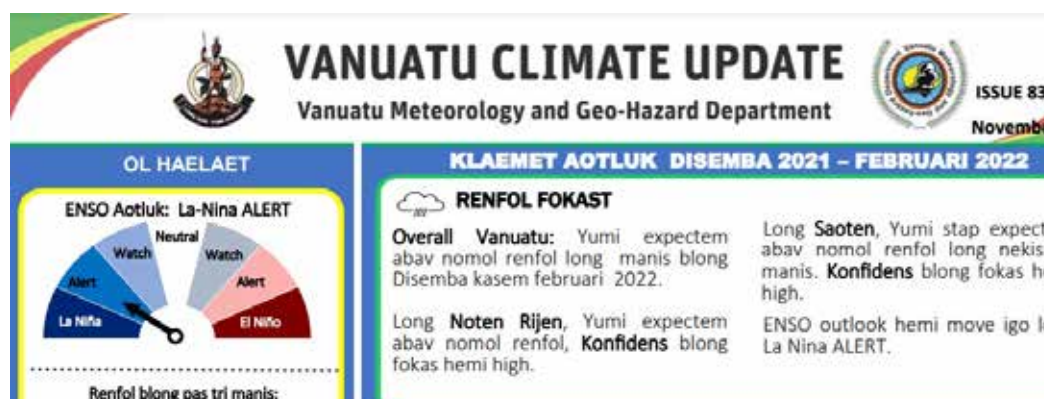 VANUATU CLIMATE UPDATE
Vanuatu Meteorology and Geo-Hazard Department
ISSUE 83
OL HAELAET
ENSO Aotluk: La-Nina ALERT
Neutral
Watch
Watch
Alert
Alert
La Niña
El Niño
Renfol blong pas tri manis:
KLAEMET AOTLUK DISEMBA 2021 – FEBRUARI 2022
RENFOL FOKAST
Overall Vanuatu: Yumi expectem
abav nomol renfol long manis blong
Disemba kasem februari 2022.
Long Noten Rijen, Yumi expectem
abav nomol renfol, Konfidens blong
fokas hemi high.
Long Saoten, Yumi stap
abav nomol renfol long
manis. Konfidens blong fokas
high.
ENSO outlook hemi move igo
La Nina ALERT.